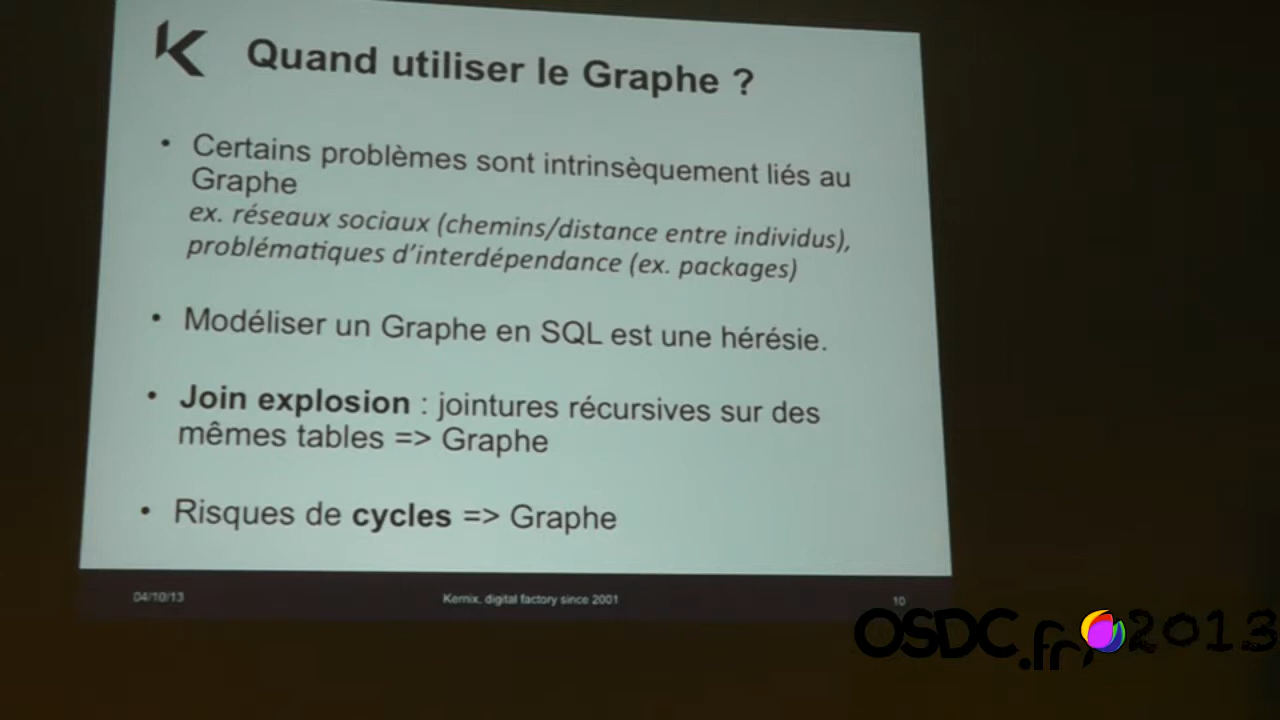 Quand utiliser le Graphe ?
• Certains problèmes sont intrinsèquement liés au
Graphe
ex. réseaux sociaux (chemins/distance entre individus),
problématiques d'interdépendance (ex. packages)
• Modéliser un Graphe en SQL est une hérésie.
• Join explosion : jointures récursives sur des
mêmes tables => Graphe
• Risques de cycles => Graphe
04/10/13
Kernix, digital factory since 2001
10
OSDC.fr 2013